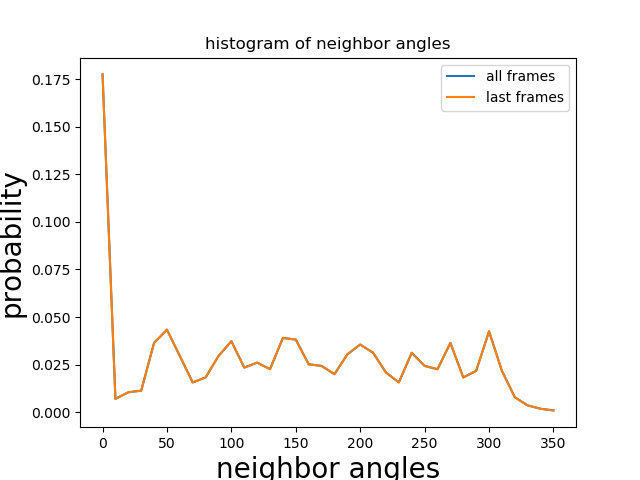 histogram of neighbor angles
all frames
last frames
probability
0.175
0.150
0.125
0.100
0.075
0.050
0.025
0.000
0 50 100 150 200 250 300 350
neighbor angles